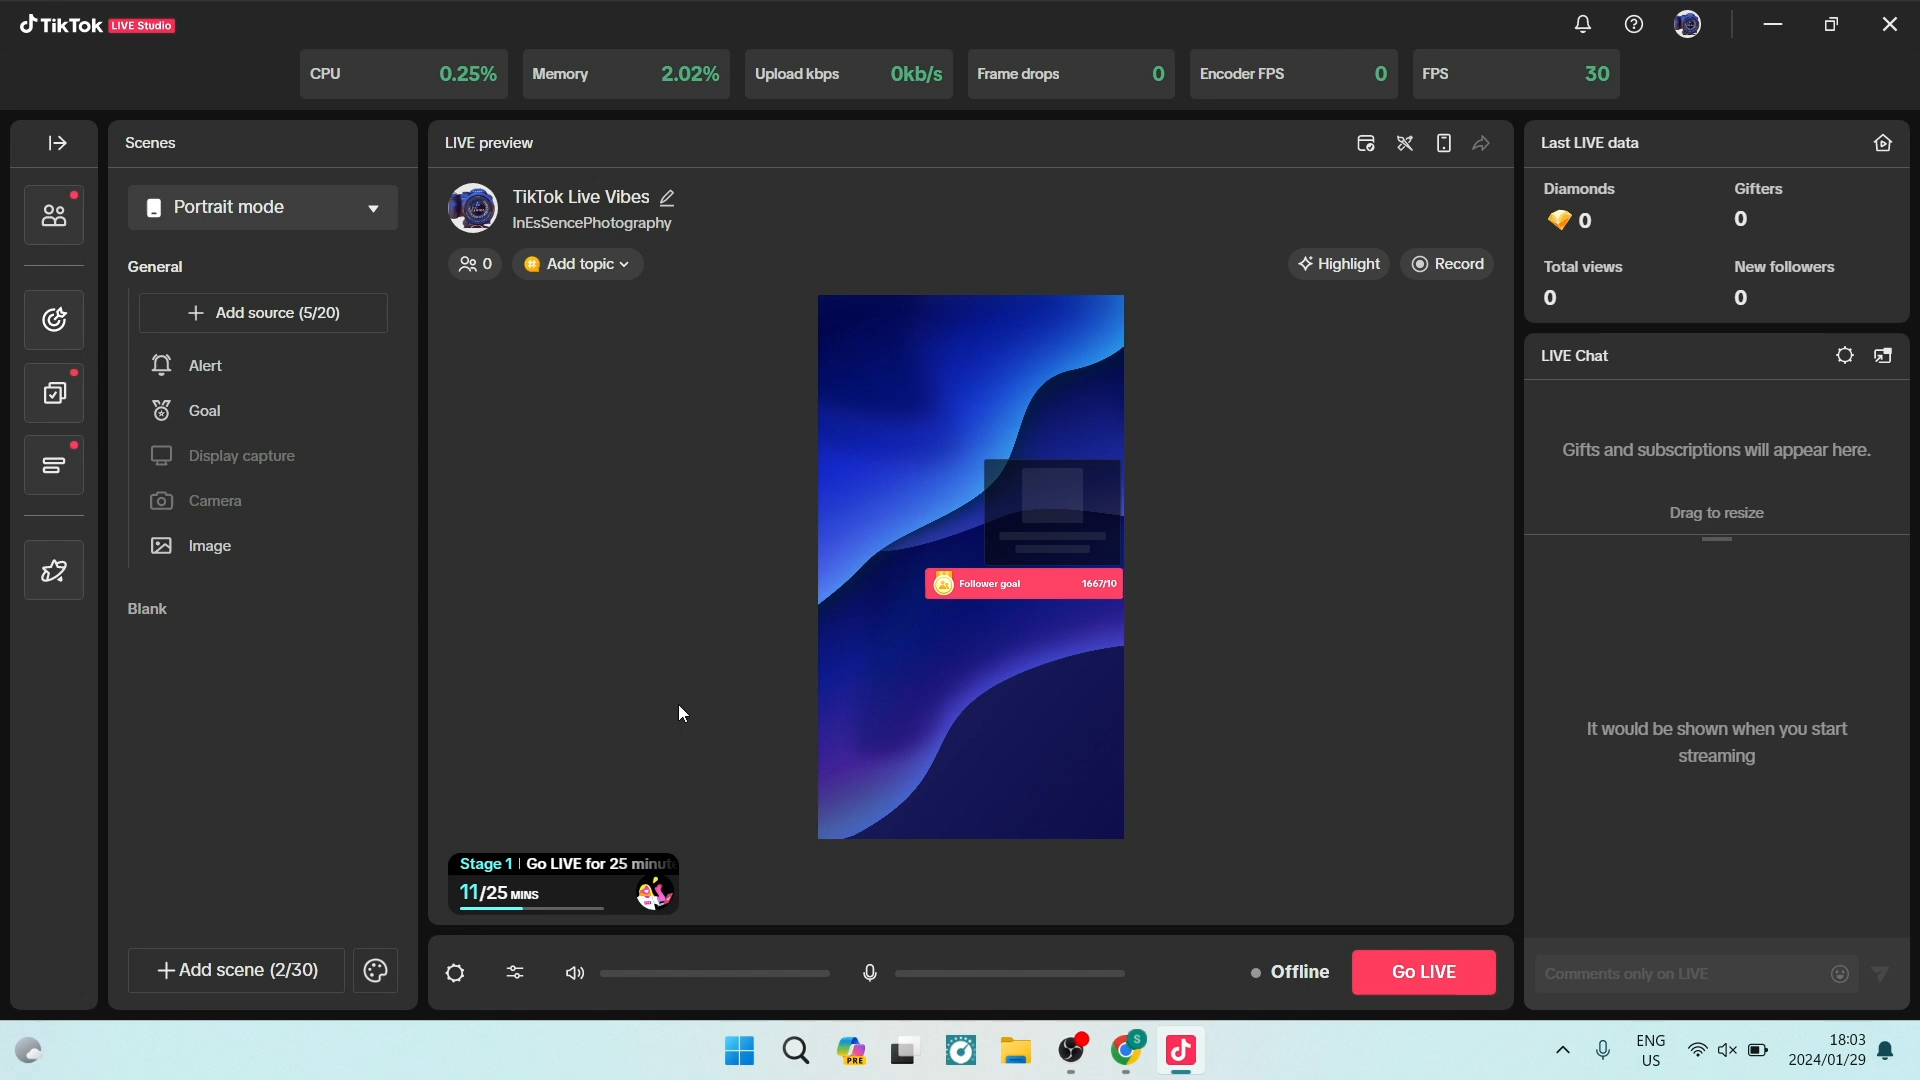 TikTok LIVE Studio
CPU 0.25% Memory 2.02% Upload kbps 0kb/s Frame drops 0 Encoder FPS 0 FPS 30
Scenes
Portrait mode
General
Add source (5/20)
Alert
Goal
Display capture
Camera
Image
Blank
Add scene (2/30)
LIVE preview
TikTok Live Vibes
InEsSencePhotography
0 Add topic
Highlight Record
Follower goal 1667/10
Stage 1 | Go LIVE for 25 minute
11/25 MINS
Offline Go LIVE
Last LIVE data
Diamonds Gifters
0 0
Total views New followers
0 0
LIVE Chat
Gifts and subscriptions will appear here.
Drag to resize
It would be shown when you start
streaming
Comments only on LIVE
PRE
S
ENG
US
18:03
2024/01/29